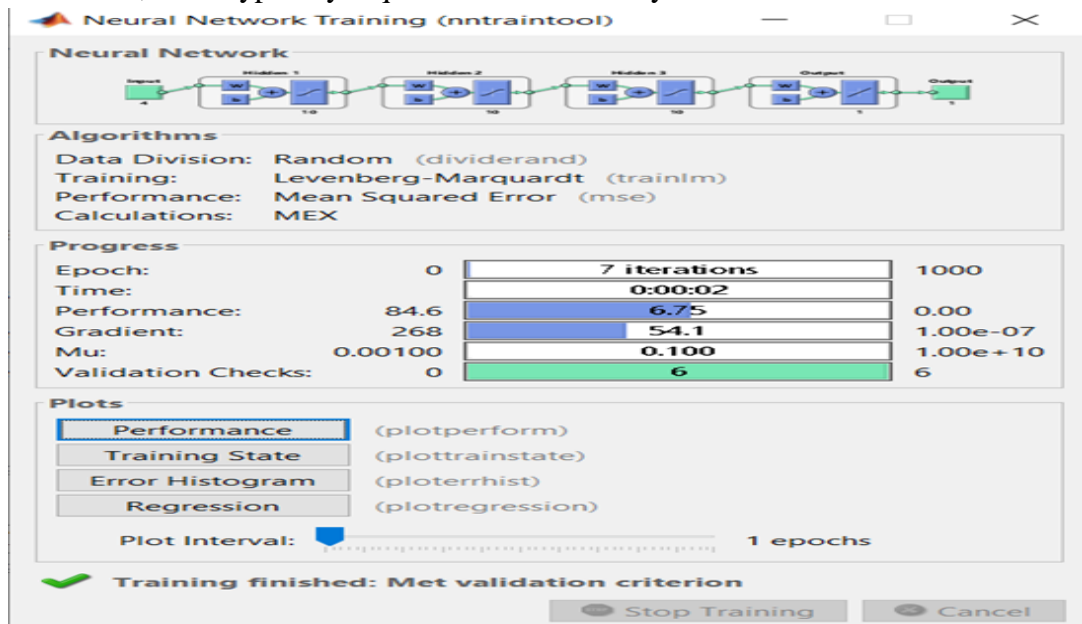 Neural Network Training (nntraintool)
Neural Network
Input Hidden 1 Hidden 2 Hidden 3 Output Output
W W W W
b b b b
4 10 10 10 1 1
Algorithms
Data Division: Random (dividerand)
Training: Levenberg-Marquardt (trainlm)
Performance: Mean Squared Error (mse)
Calculations: MEX
Progress
Epoch: 0 7 iterations 1000
Time: 0:00:02
Performance: 84.6 6.75 0.00
Gradient: 268 54.1 1.00e-07
Mu: 0.00100 0.100 1.00e+10
Validation Checks: 0 6 6
Plots
Performance (plotperform)
Training State (plottrainstate)
Error Histogram (ploterrhist)
Regression (plotregression)
Plot Interval: 1 epochs
Training finished: Met validation criterion
Stop Training Cancel